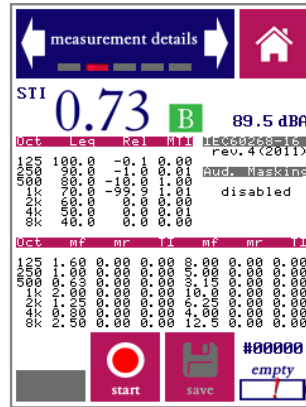 measurement details
STI 0.73 B 89.5 dBA
Oct Leq Rel MTI IEC60268-16
rev.4(2011)
125 100.0 -0.1 0.00
250 90.0 -1.0 0.01 Aud. Masking
500 80.0 -10.9 1.00
1k 70.0 -99.9 1.01 disabled
2k 60.0 0.0 0.00
4k 50.0 0.0 0.01
8k 40.0 0.0 0.00
Oct mf mr TI mf mr TI
125 1.60 0.00 0.00 8.00 0.00 0.00
250 1.00 0.00 0.00 5.00 0.00 0.00
500 0.63 0.00 0.00 3.15 0.00 0.00
1k 2.00 0.00 0.00 10.0 0.00 0.00
2k 1.25 0.00 0.00 6.25 0.00 0.00
4k 0.80 0.00 0.00 4.00 0.00 0.00
8k 2.50 0.00 0.00 12.5 0.00 0.00
#00000
empty
!
start save